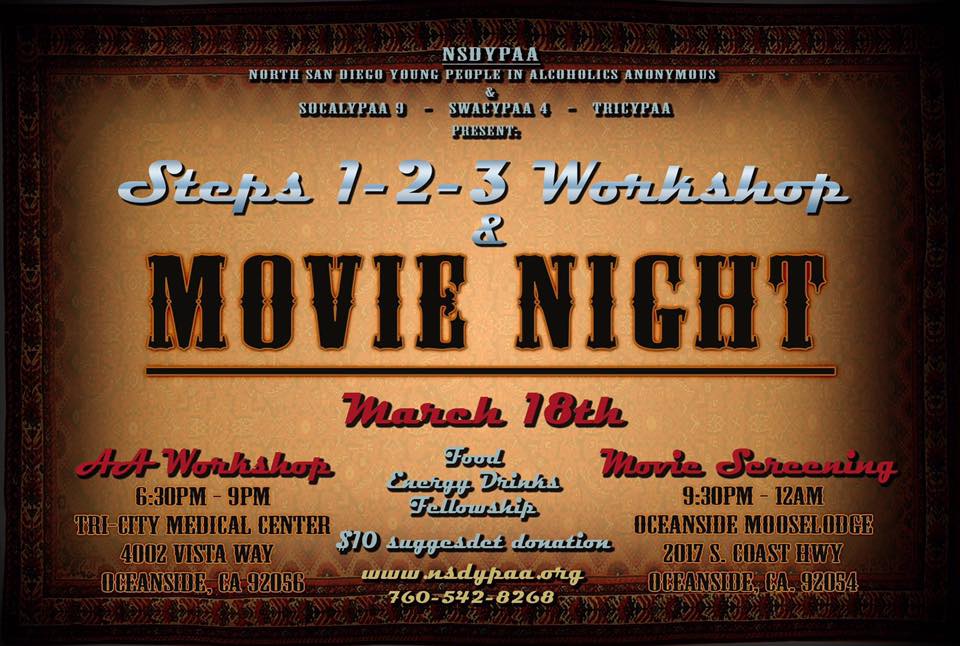 NSDYPAA
NORTH SAN DIEGO YOUNG PEOPLE IN ALCOHOLICS ANONYMOUS
&
SOCALYPAA 9 - SWACYPAA 4 - TRICYPAA
PRESENT:
Steps 1-2-3 Workshop
&
MOVIE NIGHT
March 18th
AA Workshop
6:30PM - 9PM
TRI-CITY MEDICAL CENTER
4002 VISTA WAY
OCEANSIDE, CA 92056
Food
Energy Drinks
Fellowship
$10 suggesdet donation
www.nsdypaa.org
760-542-8268
Movie Screening
9:30PM - 12AM
OCEANSIDE MOOSELODGE
2017 S. COAST HWY
OCEANSIDE, CA. 92054